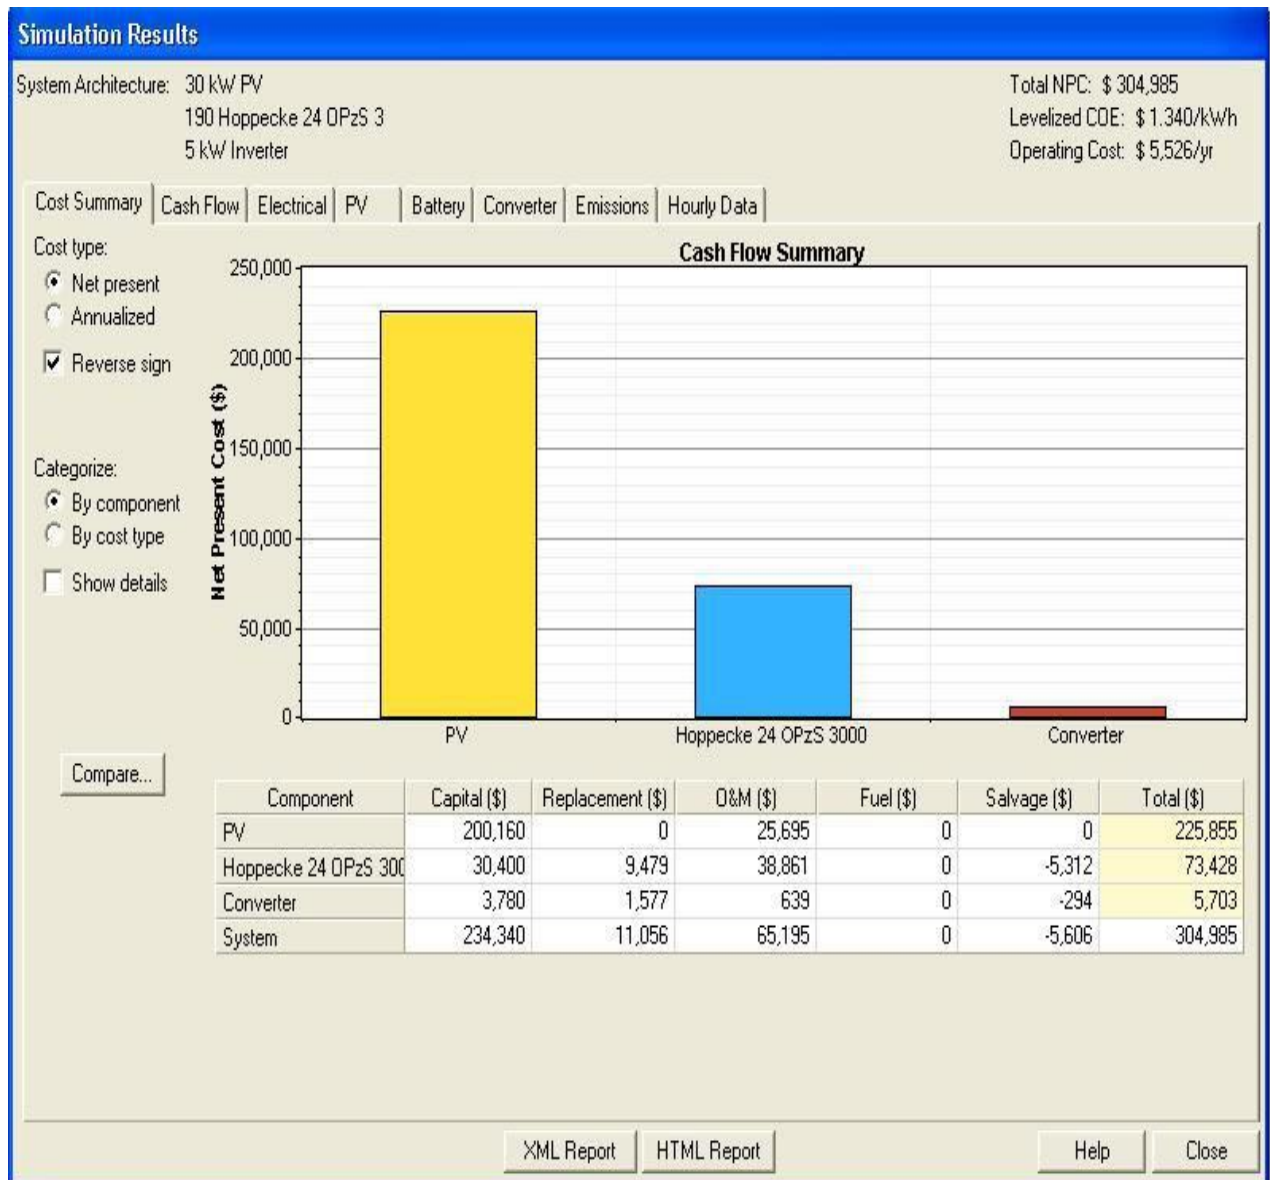 Simulation Results
System Architecture: 30 kW PV
190 Hoppecke 24 OPzS 3
5 kW Inverter
Total NPC: $ 304,985
Levelized COE: $ 1.340/kWh
Operating Cost: $ 5,526/yr
Cost Summary Cash Flow Electrical PV Battery Converter Emissions Hourly Data
Cost type:
Net present
Annualized
Reverse sign
Categorize:
By component
By cost type
Show details
Compare...
Cash Flow Summary
Net Present Cost ($)
250,000
200,000
150,000
100,000
50,000
0
PV Hoppecke 24 OPzS 3000 Converter
Component Capital ($) Replacement ($) O&M ($) Fuel ($) Salvage ($) Total ($)
PV 200,160 0 25,695 0 0 225,855
Hoppecke 24 OPzS 300 30,400 9,479 38,861 0 -5,312 73,428
Converter 3,780 1,577 639 0 -294 5,703
System 234,340 11,056 65,195 0 -5,606 304,985
XML Report HTML Report Help Close